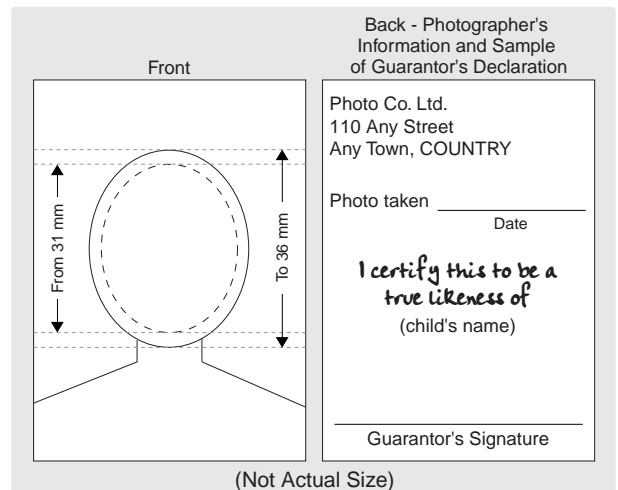 Front
From 31 mm
To 36 mm
Back - Photographer's
Information and Sample
of Guarantor's Declaration
Photo Co. Ltd.
110 Any Street
Any Town, COUNTRY
Photo taken
Date
I certify this to be a
true likeness of
(child's name)
Guarantor's Signature
(Not Actual Size)